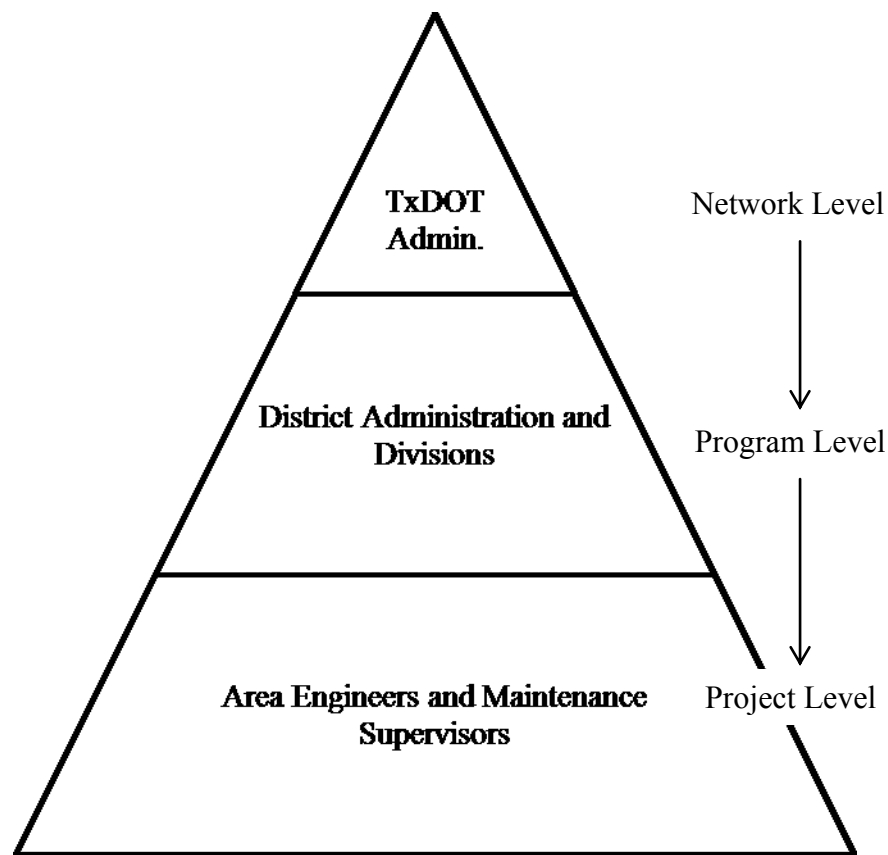 TxDOT
Admin.
Network Level
District Administration and
Divisions
Program Level
Area Engineers and Maintenance
Supervisors
Project Level